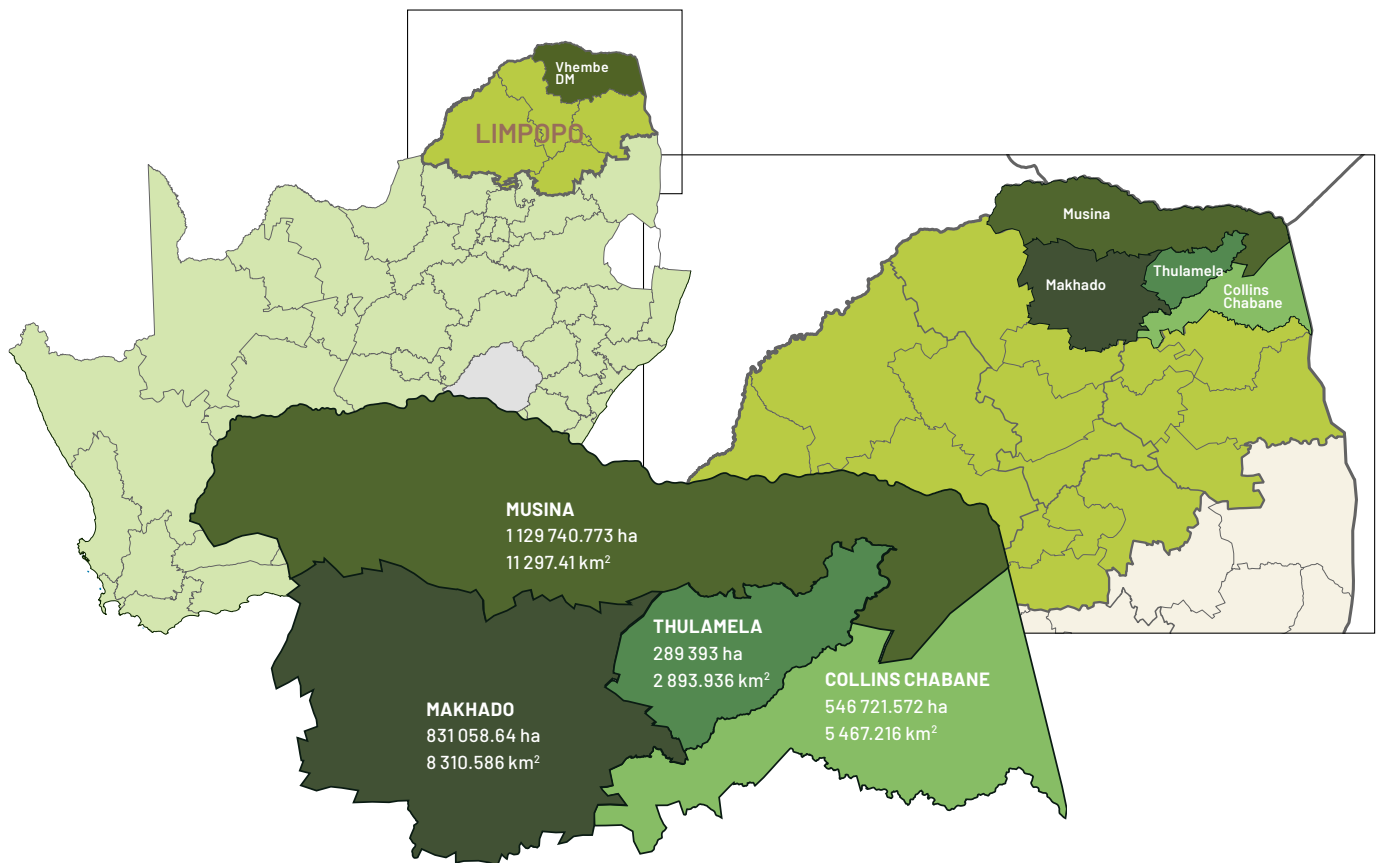 Vhembe
DM
LIMPOPO
Musina
Makhado
Thulamela
Collins
Chabane
MUSINA
1 129 740.773 ha
11 297.41 km²
THULAMELA
289 393 ha
2 893.936 km²
COLLINS CHABANE
546 721.572 ha
5 467.216 km²
MAKHADO
831 058.64 ha
8 310.586 km²